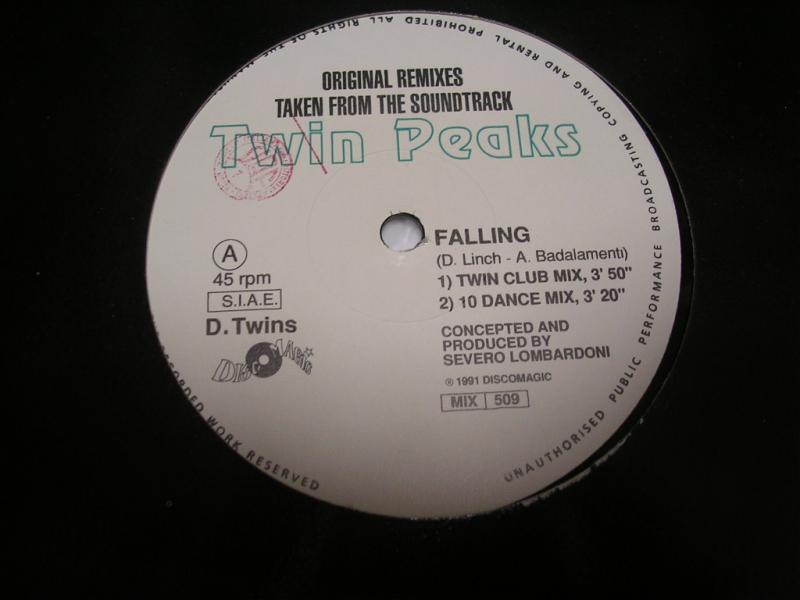 ORIGINAL REMIXES
TAKEN FROM THE SOUNDTRACK
Twin Peaks
FALLING
(D. Linch - A. Badalamenti)
1) TWIN CLUB MIX, 3' 50"
2) 10 DANCE MIX, 3' 20"
CONCEPTED AND
PRODUCED BY
SEVERO LOMBARDONI
℗ 1991 DISCOMAGIC
MIX 509
A
45 rpm
S.I.A.E.
D. Twins
DISCOMAGIC
UNAUTHORISED PUBLIC PERFORMANCE BROADCASTING COPYING AND RENTAL PROHIBITED ALL RIGHTS OF THE
RECORDED WORK RESERVED